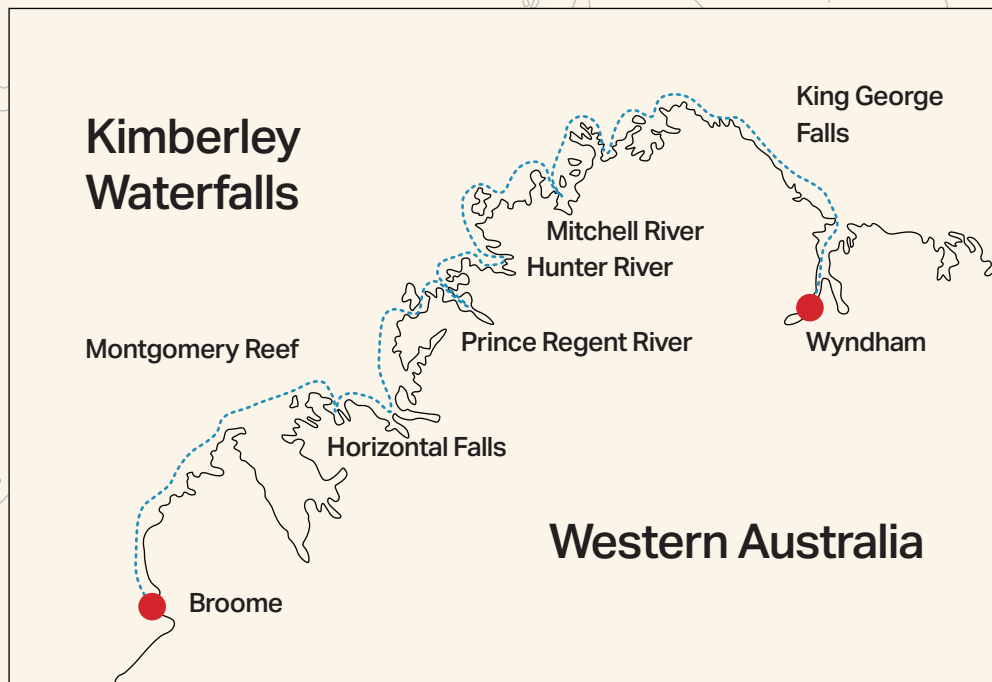 Kimberley
Waterfalls
King George
Falls
Mitchell River
Hunter River
Prince Regent River
Wyndham
Montgomery Reef
Horizontal Falls
Western Australia
Broome